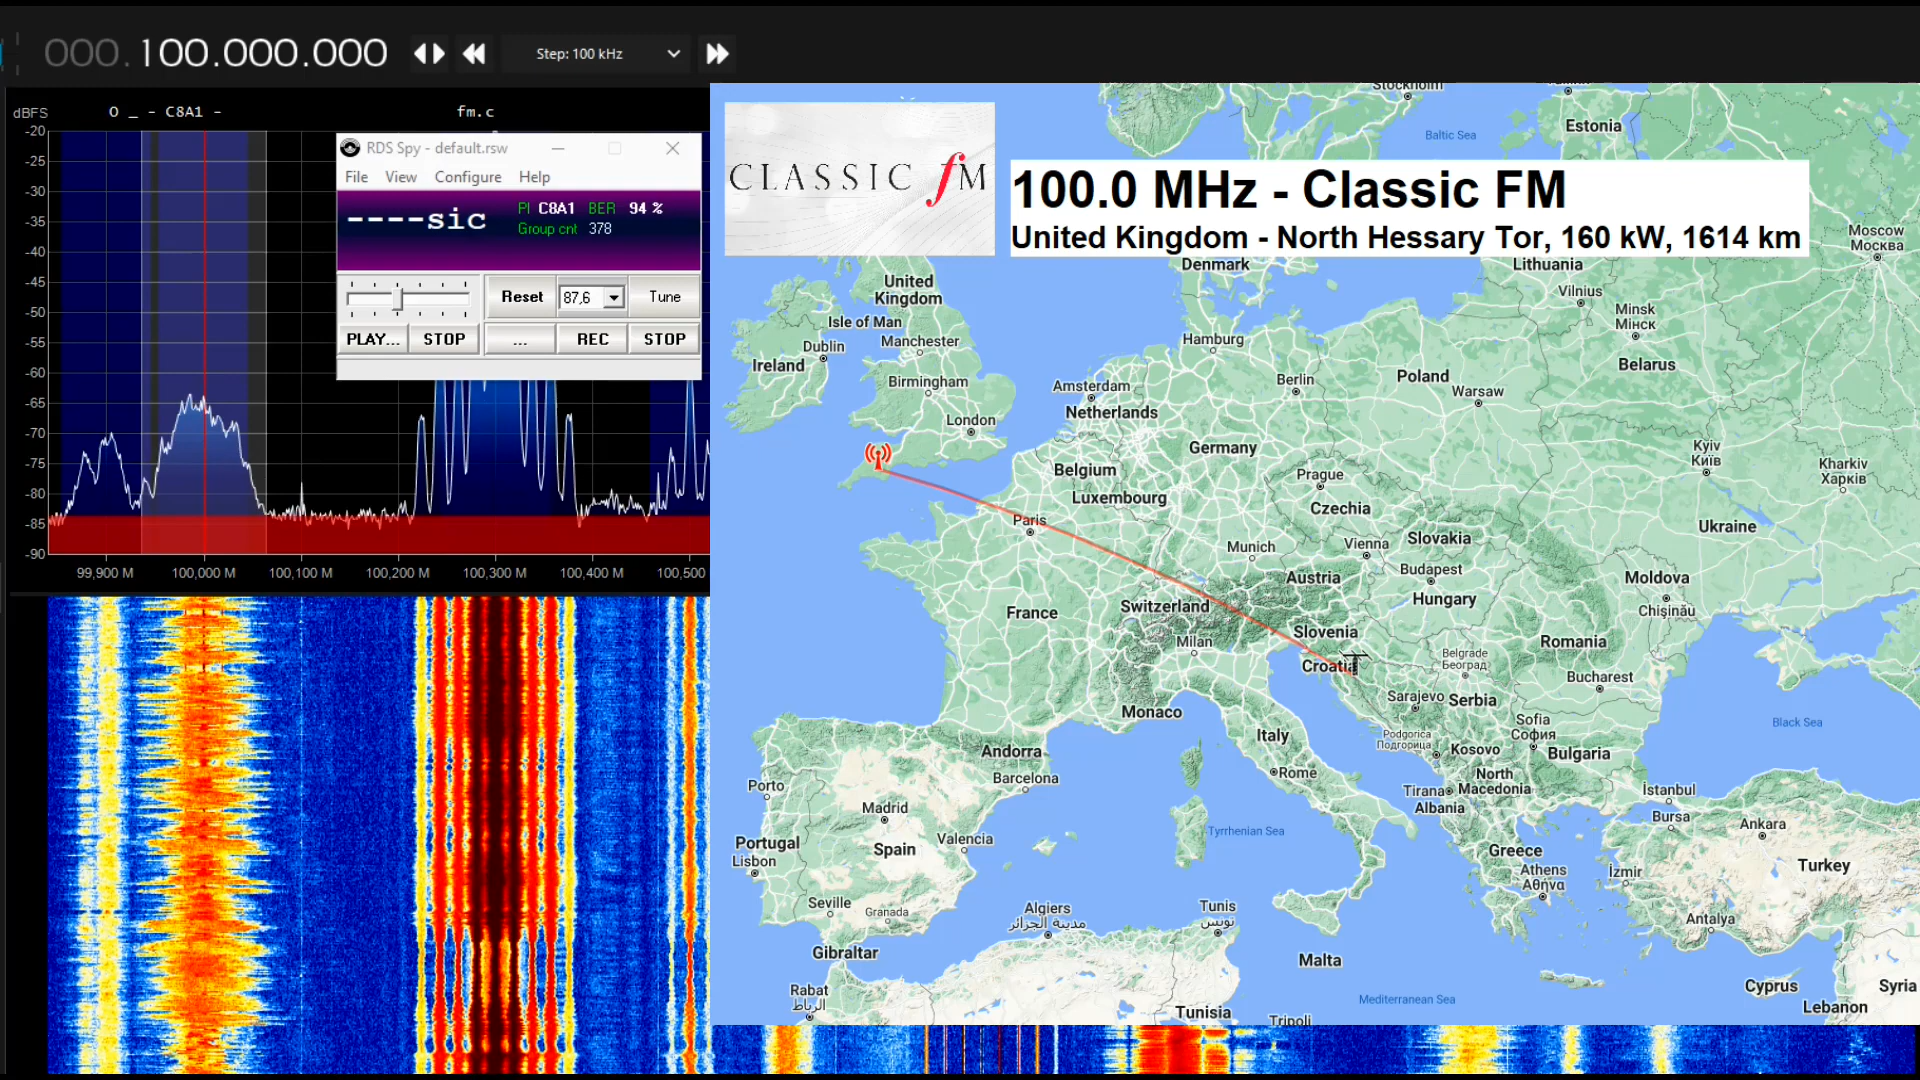 000.100.000.000
Step: 100 kHz
dBFS
O _ - C8A1 -
fm.c
-20
-25
-30
-35
-40
-45
-50
-55
-60
-65
-70
-75
-80
-85
-90
99,900 M
100,000 M
100,100 M
100,200 M
100,300 M
100,400 M
100,500
RDS Spy - default.rsw
File View Configure Help
----sic
PI C8A1 BER 94 %
Group cnt 378
Reset 87,6 Tune
PLAY... STOP ... REC STOP
CLASSIC fM
100.0 MHz - Classic FM
United Kingdom - North Hessary Tor, 160 kW, 1614 km
Stockholm
Baltic Sea
Estonia
Moscow
Москва
Denmark
Lithuania
United
Kingdom
Vilnius
Isle of Man
Minsk
Мінск
Dublin
Manchester
Hamburg
Ireland
Belarus
Birmingham
Amsterdam
Berlin
Poland
Warsaw
Netherlands
London
Germany
Kyiv
Київ
Belgium
Prague
Kharkiv
Харків
Luxembourg
Czechia
Paris
Ukraine
Munich
Vienna
Slovakia
Austria
Budapest
Moldova
Switzerland
Hungary
Chișinău
France
Milan
Slovenia
Romania
Croatia
Belgrade
Београд
Bucharest
Monaco
Sarajevo
Serbia
Italy
Sofia
София
Black Sea
Andorra
Podgorica
Подгорица
Kosovo
Bulgaria
Barcelona
Rome
North
Macedonia
Porto
Tirana
Albania
İstanbul
Madrid
Bursa
Ankara
Portugal
Valencia
Tyrrhenian Sea
Lisbon
Spain
Greece
Turkey
Athens
Αθήνα
İzmir
Seville
Granada
Algiers
مدينة الجزائر
Tunis
تونس
Antalya
Gibraltar
Malta
Cyprus
Syria
Rabat
الرباط
Mediterranean Sea
Lebanon
Tunisia
Tripoli